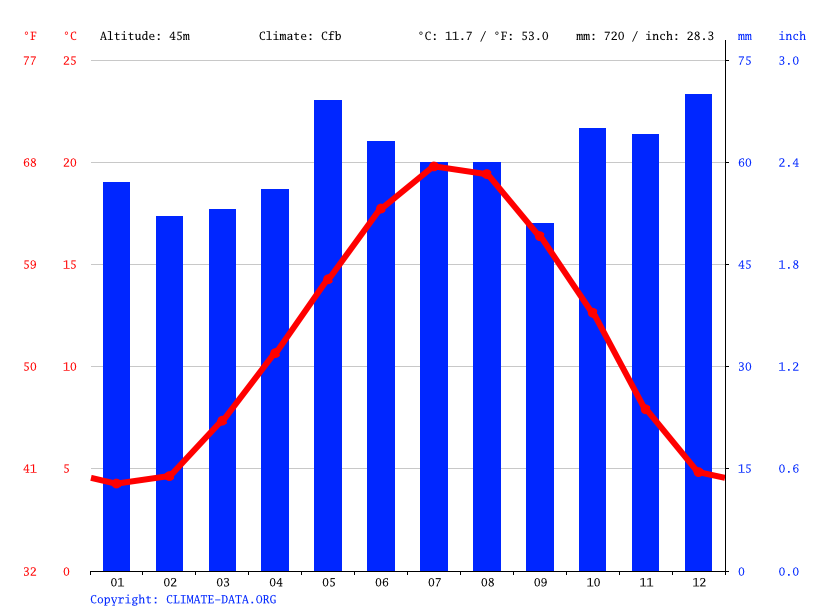 °F °C Altitude: 45m Climate: Cfb °C: 11.7 / °F: 53.0 mm: 720 / inch: 28.3 mm inch
77 25 75 3.0
68 20 60 2.4
59 15 45 1.8
50 10 30 1.2
41 5 15 0.6
32 0 0 0.0
01 02 03 04 05 06 07 08 09 10 11 12
Copyright: CLIMATE-DATA.ORG